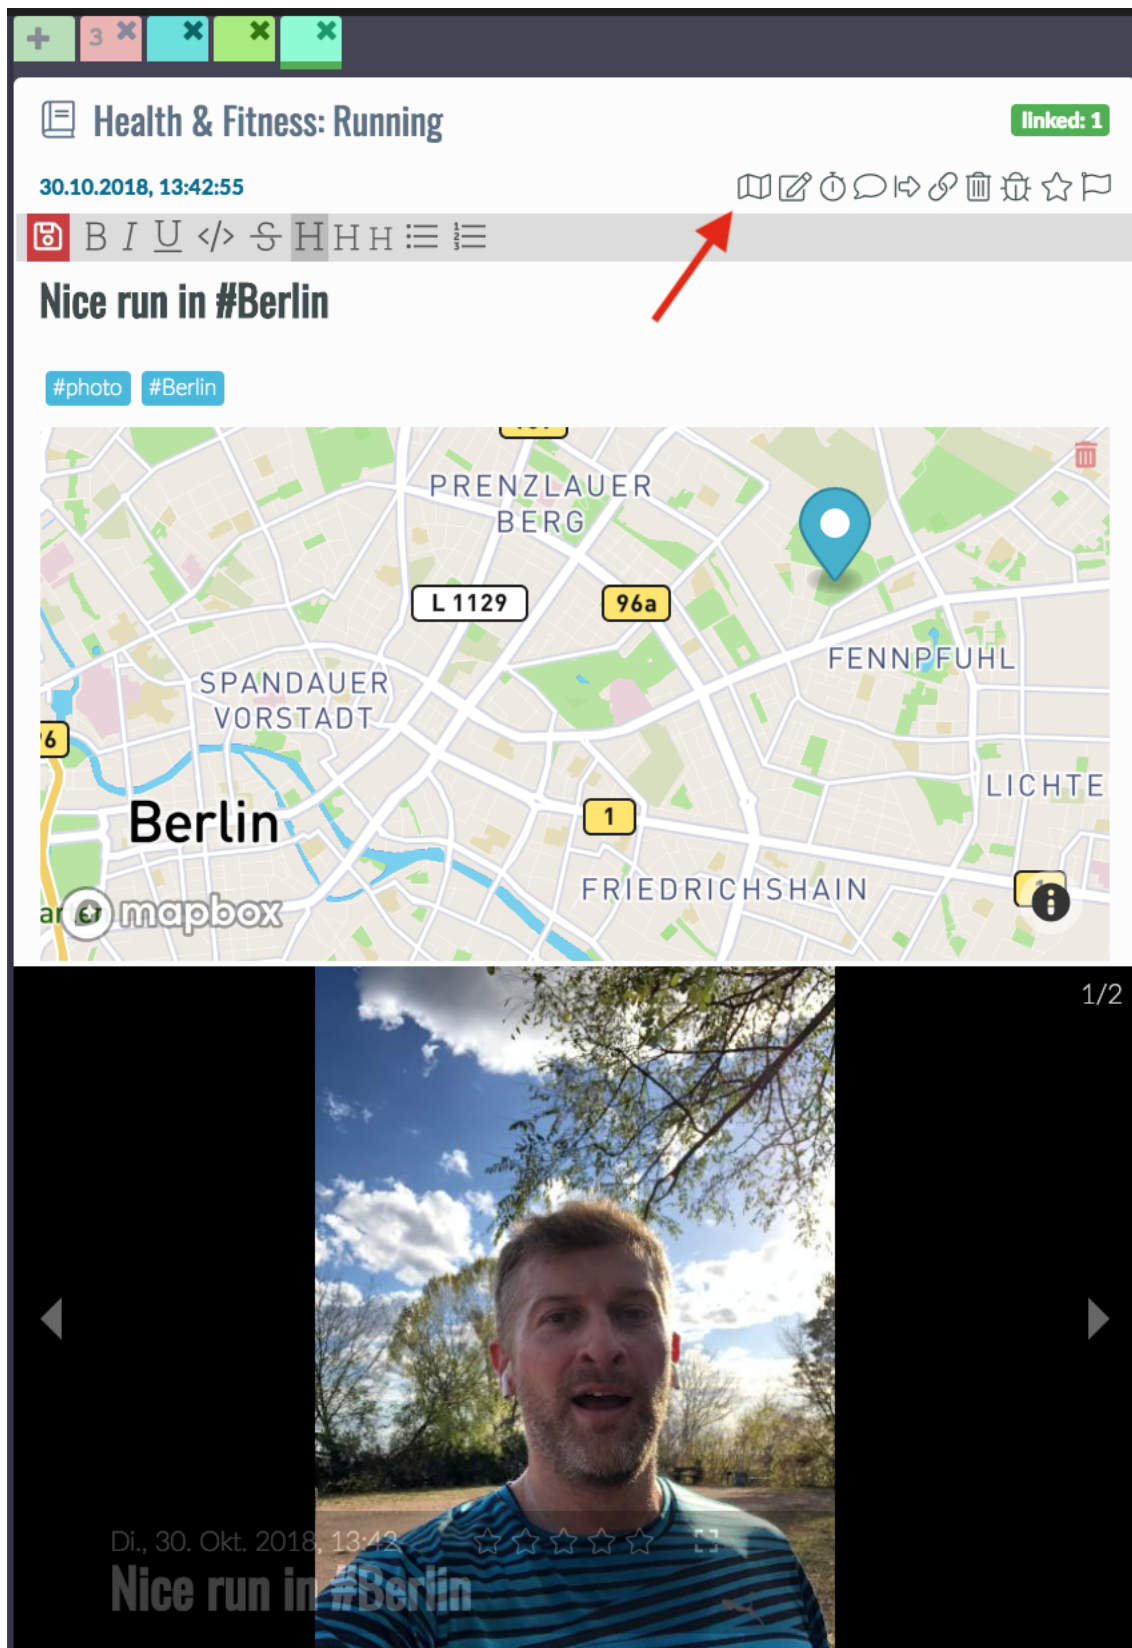 3
Health & Fitness: Running
linked: 1
30.10.2018, 13:42:55
B I U </> S H H H
Nice run in #Berlin
#photo #Berlin
PRENZLAUER
BERG
L 1129
96a
FENNPFUHL
SPANDAUER
VORSTADT
LICHTE
Berlin
1
FRIEDRICHSHAIN
mapbox
1/2
Di., 30. Okt. 2018, 13:42
Nice run in #Berlin